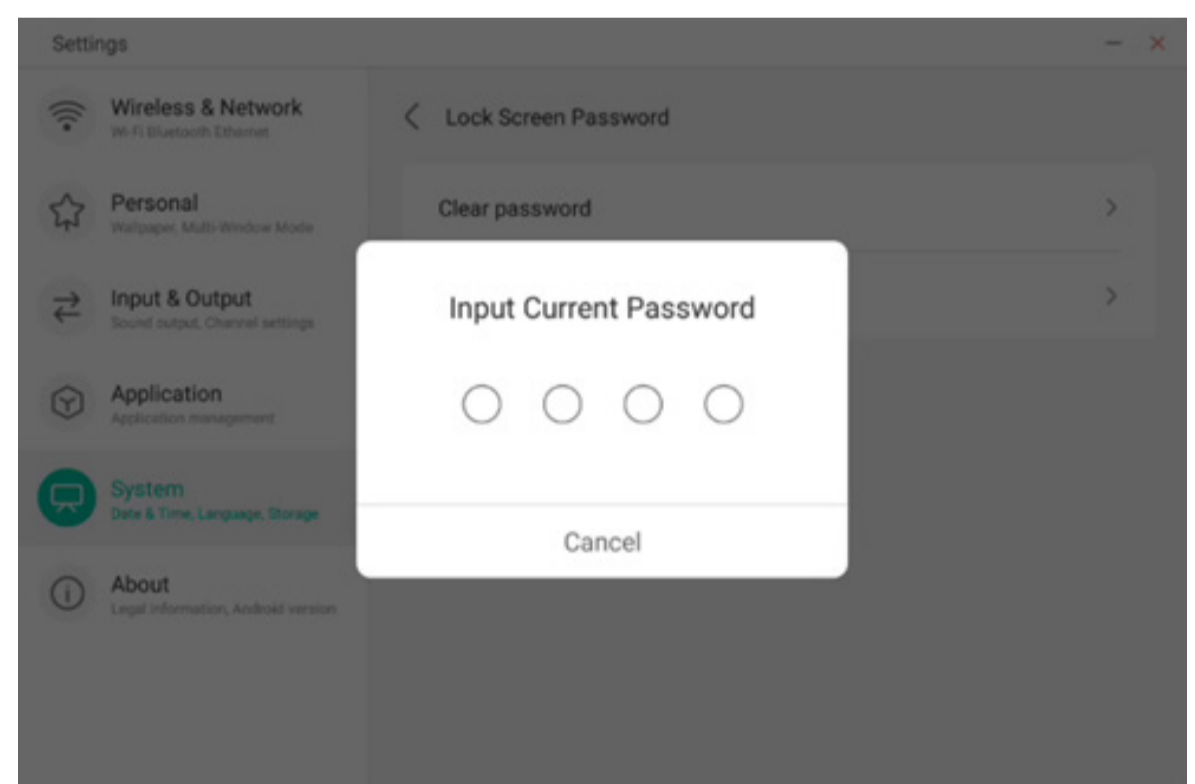 Settings
Wireless & Network
Wi-Fi Bluetooth Ethernet
Personal
Wallpaper, Multi-Window Mode
Input & Output
Sound output, Channel settings
Application
Application management
System
Date & Time, Language, Storage
About
Legal information, Android version
Lock Screen Password
Clear password
Input Current Password
Cancel